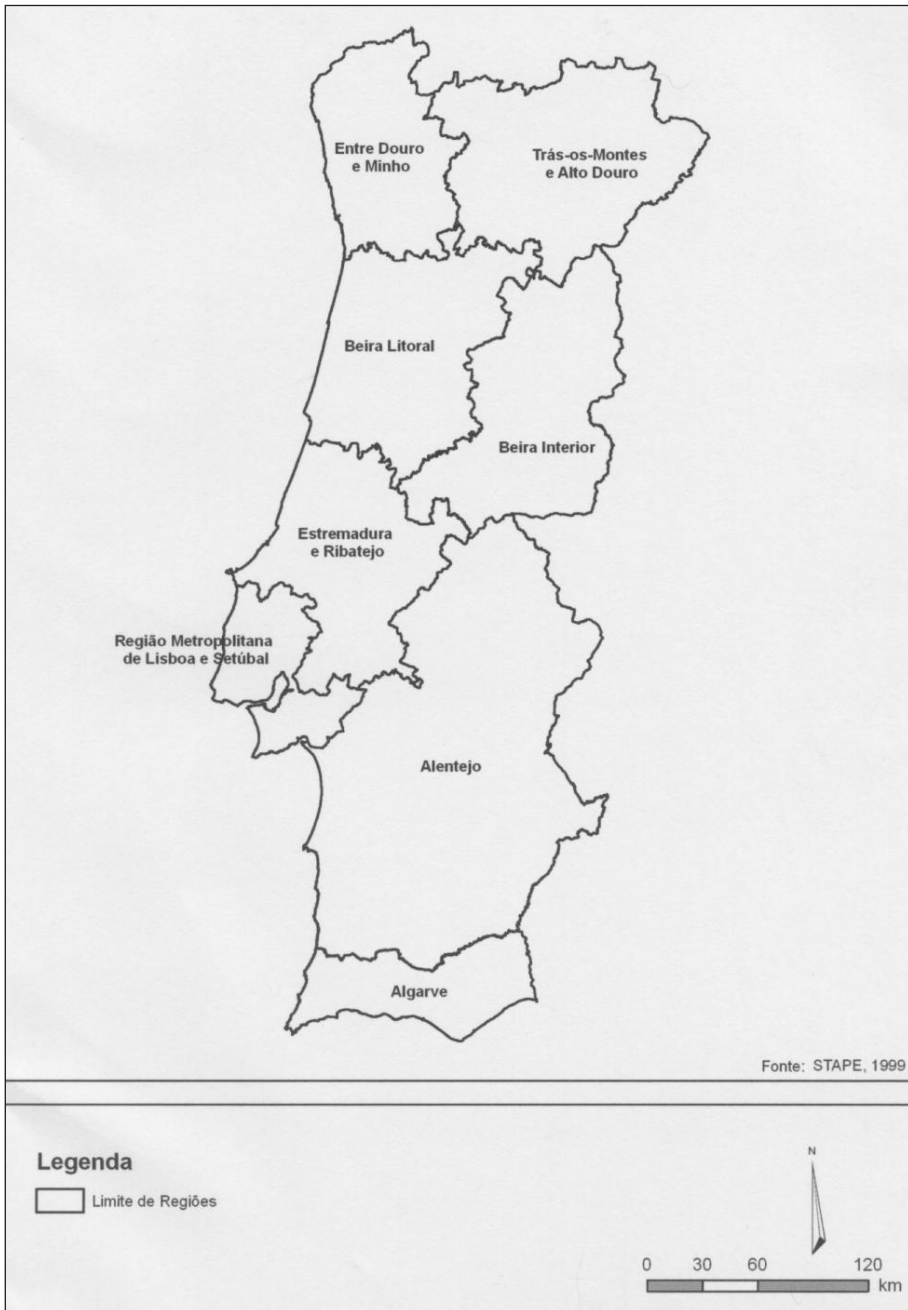 Entre Douro
e Minho
Trás-os-Montes
e Alto Douro
Beira Litoral
Beira Interior
Estremadura
e Ribatejo
Região Metropolitana
de Lisboa e Setúbal
Alentejo
Algarve
Fonte: STAPE, 1999
Legenda
Limite de Regiões
N
0 30 60 120
km